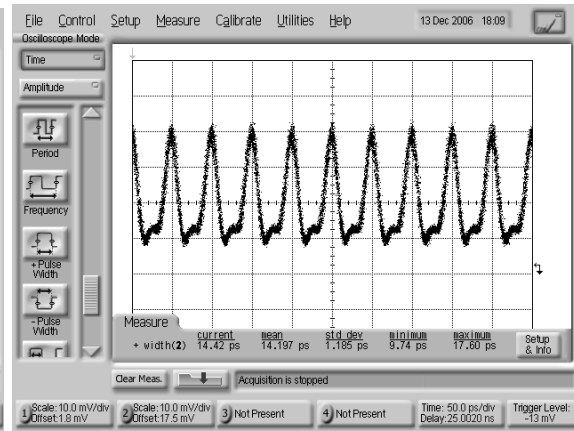 File Control Setup Measure Calibrate Utilities Help 13 Dec 2006 18:09
Oscilloscope Mode
Time
Amplitude
Period
Frequency
+ Pulse
Width
- Pulse
Width
Measure
current mean std dev minimum maximum
+ width(2) 14.42 ps 14.197 ps 1.185 ps 9.74 ps 17.60 ps
Setup
& Info
Clear Meas.
Acquisition is stopped
1 Scale:10.0 mV/div
Offset:1.8 mV
2 Scale:10.0 mV/div
Offset:17.5 mV
3 Not Present
4 Not Present
Time: 50.0 ps/div
Delay:25.0020 ns
Trigger Level:
-13 mV